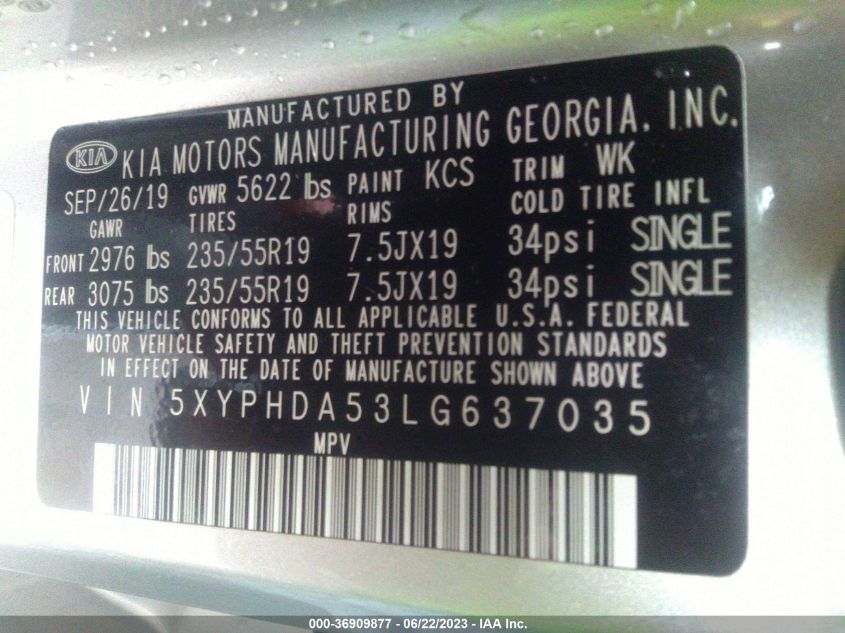 MANUFACTURED BY
KIA KIA MOTORS MANUFACTURING GEORGIA. INC.
SEP/26/19 GVWR 5622 lbs PAINT KCS TRIM WK
GAWR TIRES RIMS COLD TIRE INFL
FRONT 2976 lbs 235/55R19 7.5JX19 34psi SINGLE
REAR 3075 lbs 235/55R19 7.5JX19 34psi SINGLE
THIS VEHICLE CONFORMS TO ALL APPLICABLE U.S.A. FEDERAL
MOTOR VEHICLE SAFETY AND THEFT PREVENTION STANDARDS
IN EFFECT ON THE DATE OF MANUFACTURE SHOWN ABOVE
VIN 5XYPHDA53LG637035
MPV
000-36909877 - 06/22/2023 - IAA Inc.